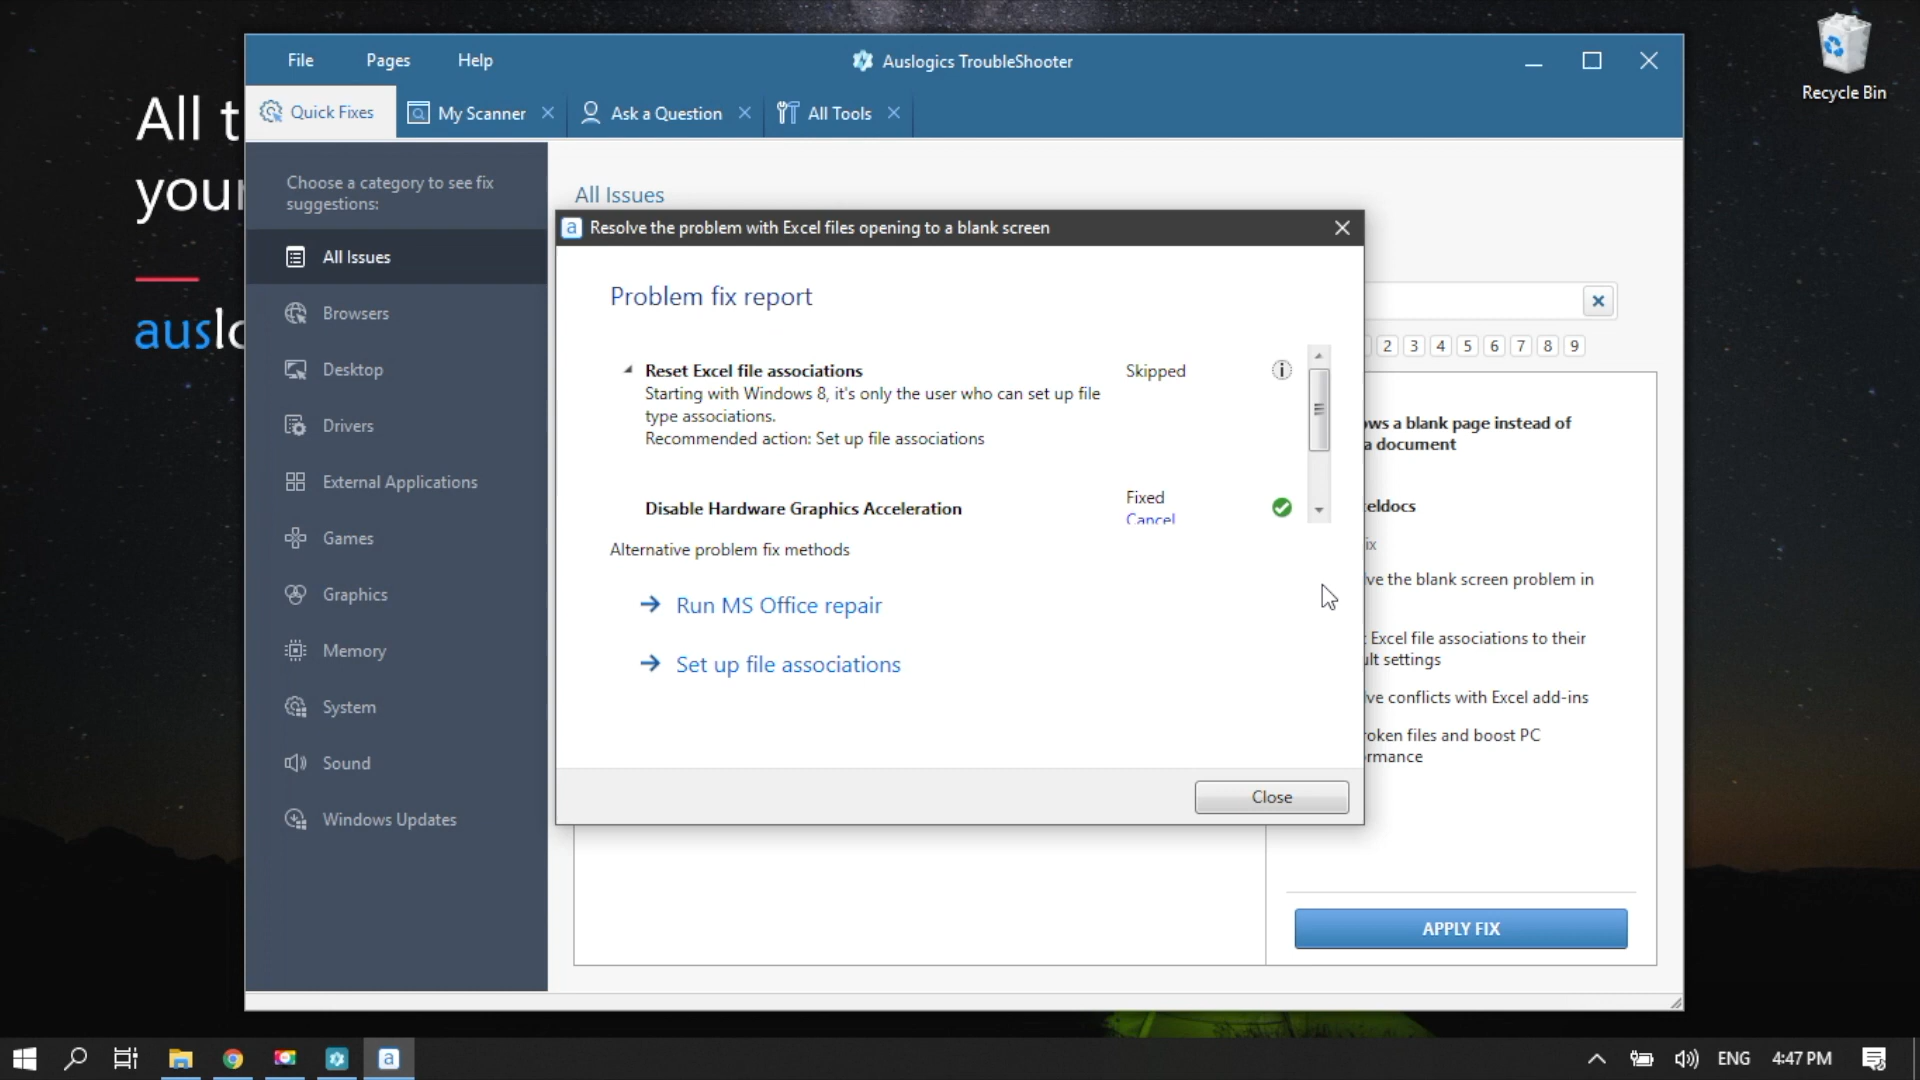 All t
your
auslo
Recycle Bin
File Pages Help
Auslogics TroubleShooter
Quick Fixes
My Scanner
Ask a Question
All Tools
Choose a category to see fix
suggestions:
All Issues
Browsers
Desktop
Drivers
External Applications
Games
Graphics
Memory
System
Sound
Windows Updates
All Issues
a Resolve the problem with Excel files opening to a blank screen
Problem fix report
Reset Excel file associations Skipped
Starting with Windows 8, it's only the user who can set up file
type associations.
Recommended action: Set up file associations
Disable Hardware Graphics Acceleration
Fixed
Cancel
Alternative problem fix methods
Run MS Office repair
Set up file associations
Close
2 3 4 5 6 7 8 9
ws a blank page instead of
a document
eldocs
ix
ve the blank screen problem in
Excel file associations to their
ult settings
ve conflicts with Excel add-ins
oken files and boost PC
rmance
APPLY FIX
a
ENG 4:47 PM